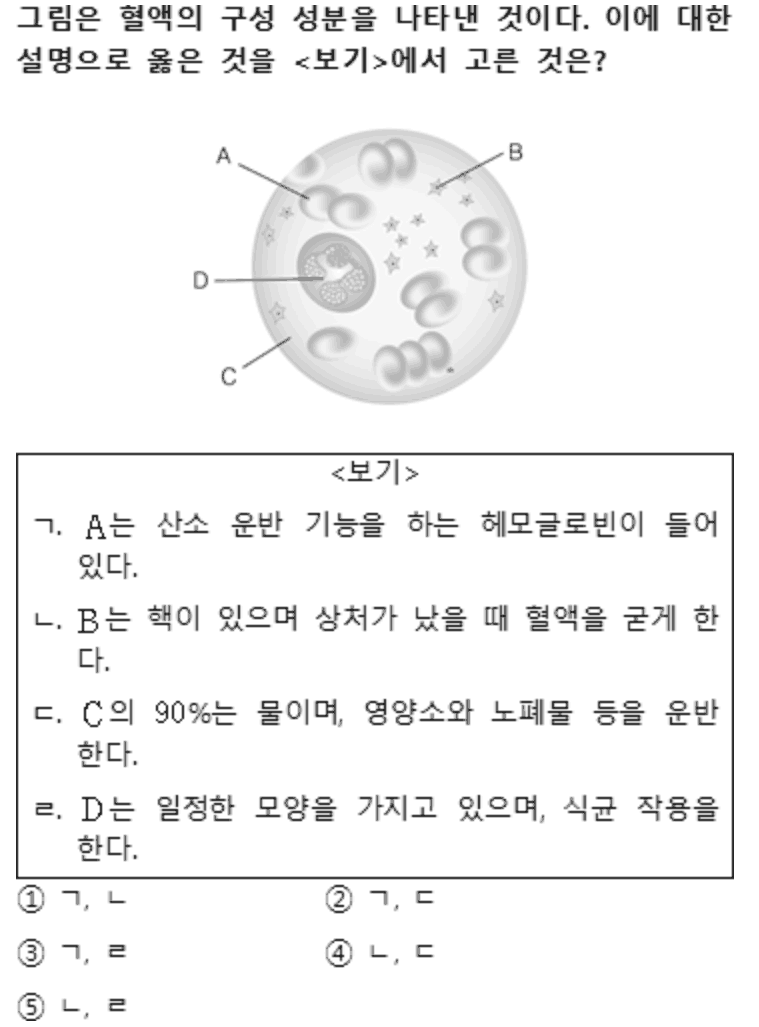 그림은 혈액의 구성 성분을 나타낸 것이다. 이에 대한
설명으로 옳은 것을 <보기>에서 고른 것은?
A
B
D
C
<보기>
ㄱ. A는 산소 운반 기능을 하는 헤모글로빈이 들어
있다.
ㄴ. B는 핵이 있으며 상처가 났을 때 혈액을 굳게 한
다.
ㄷ. C의 90%는 물이며, 영양소와 노폐물 등을 운반
한다.
ㄹ. D는 일정한 모양을 가지고 있으며, 식균 작용을
한다.
① ㄱ, ㄴ ② ㄱ, ㄷ
③ ㄱ, ㄹ ④ ㄴ, ㄷ
⑤ ㄴ, ㄹ